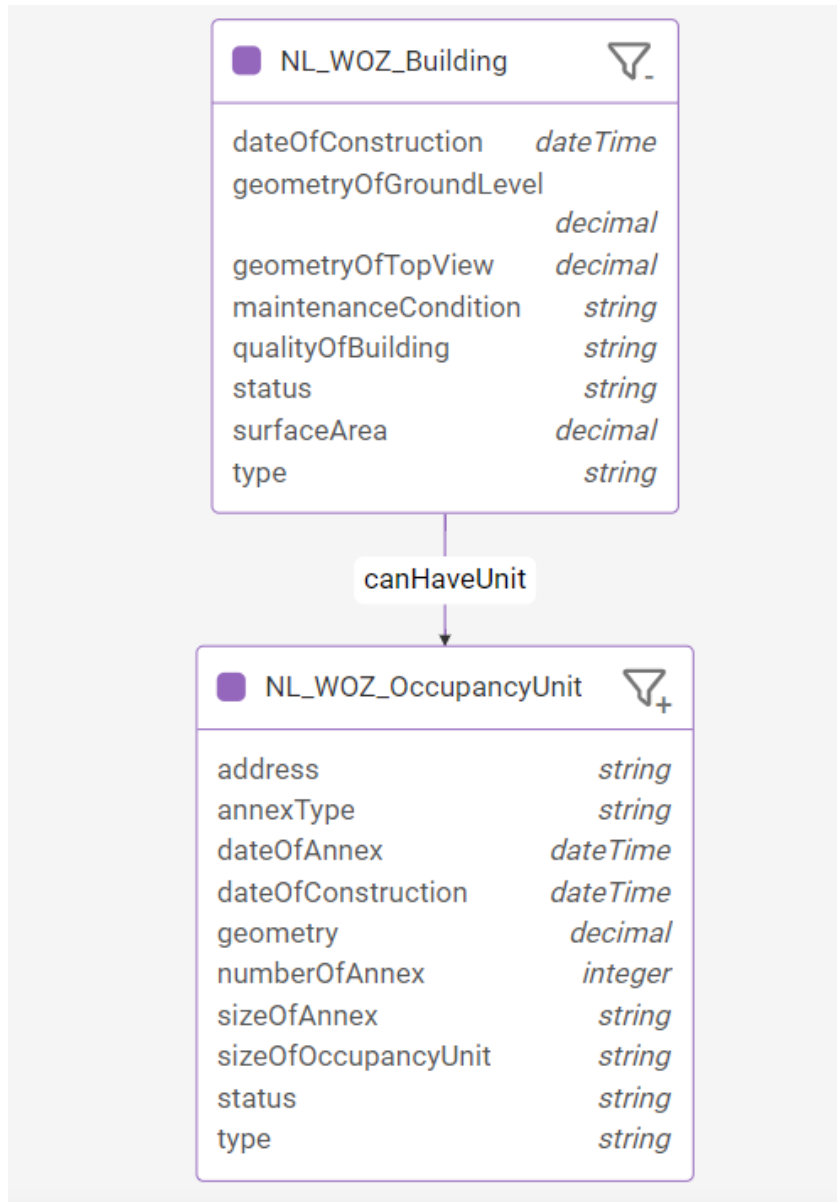 NL_WOZ_Building
dateOfConstruction dateTime
geometryOfGroundLevel
decimal
geometryOfTopView decimal
maintenanceCondition string
qualityOfBuilding string
status string
surfaceArea decimal
type string
canHaveUnit
NL_WOZ_OccupancyUnit
address string
annexType string
dateOfAnnex dateTime
dateOfConstruction dateTime
geometry decimal
numberOfAnnex integer
sizeOfAnnex string
sizeOfOccupancyUnit string
status string
type string